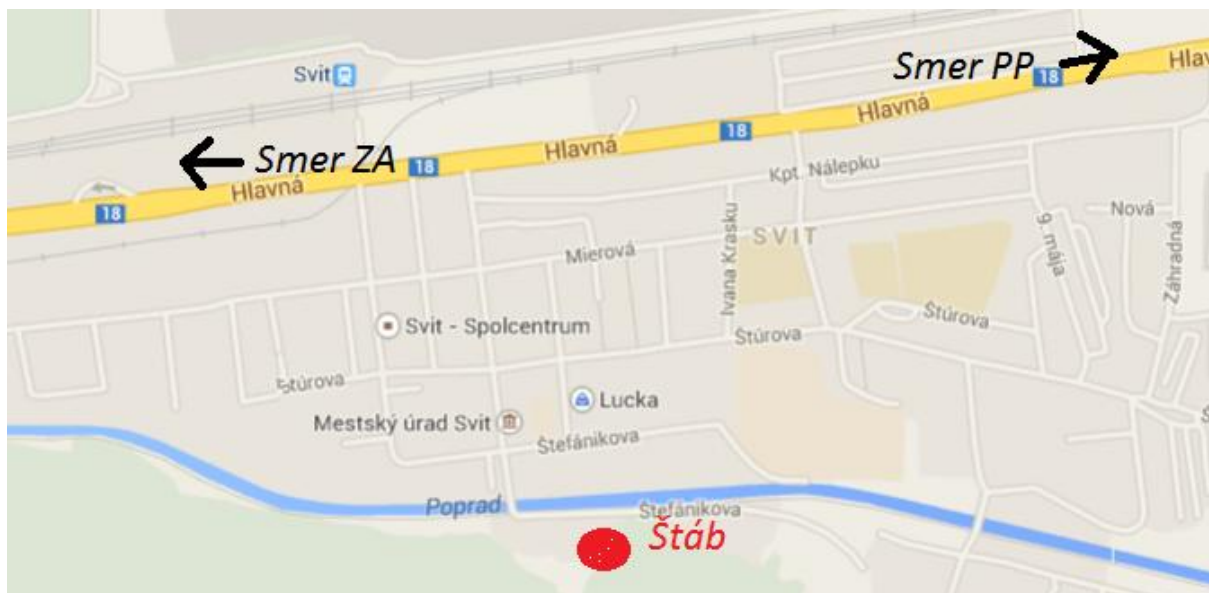 Svit
Smer PP
18
Hlavná
Hlavná
18
Hlavná
18
Smer ZA
Hlavná
18
Kpt. Nálepku
Nová
9. mája
Záhradná
Ivana Krasku
SVIT
Mierová
Svit - Spolcentrum
Štúrova
Štúrova
Štúrova
Lucka
Mestský úrad Svit
Štefánikova
Poprad
Štefánikova
Štáb